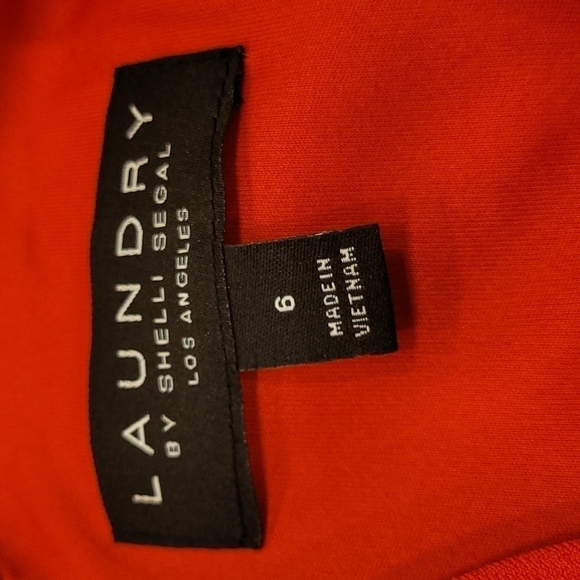 LAUNDRY
BY SHELLI SEGAL
LOS ANGELES
6
MADE IN
VIETNAM